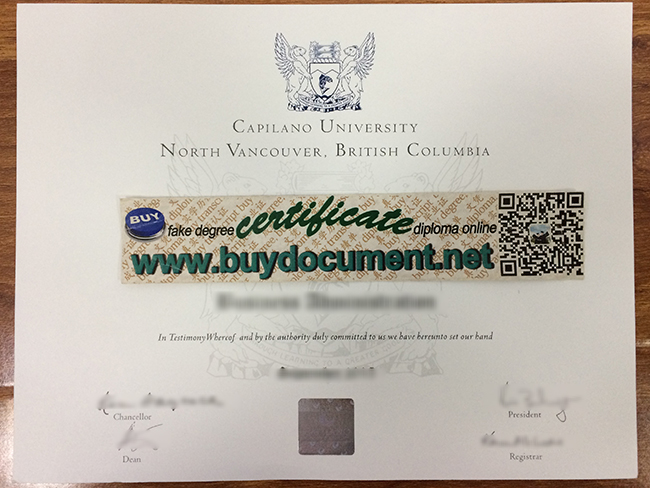 CAPILANO UNIVERSITY
NORTH VANCOUVER, BRITISH COLUMBIA
BUY fake degree certificate diploma online
www.buydocument.net
In Testimony Whereof and by the authority duly committed to us we have hereunto set our hand
Chancellor
President
Dean
Registrar